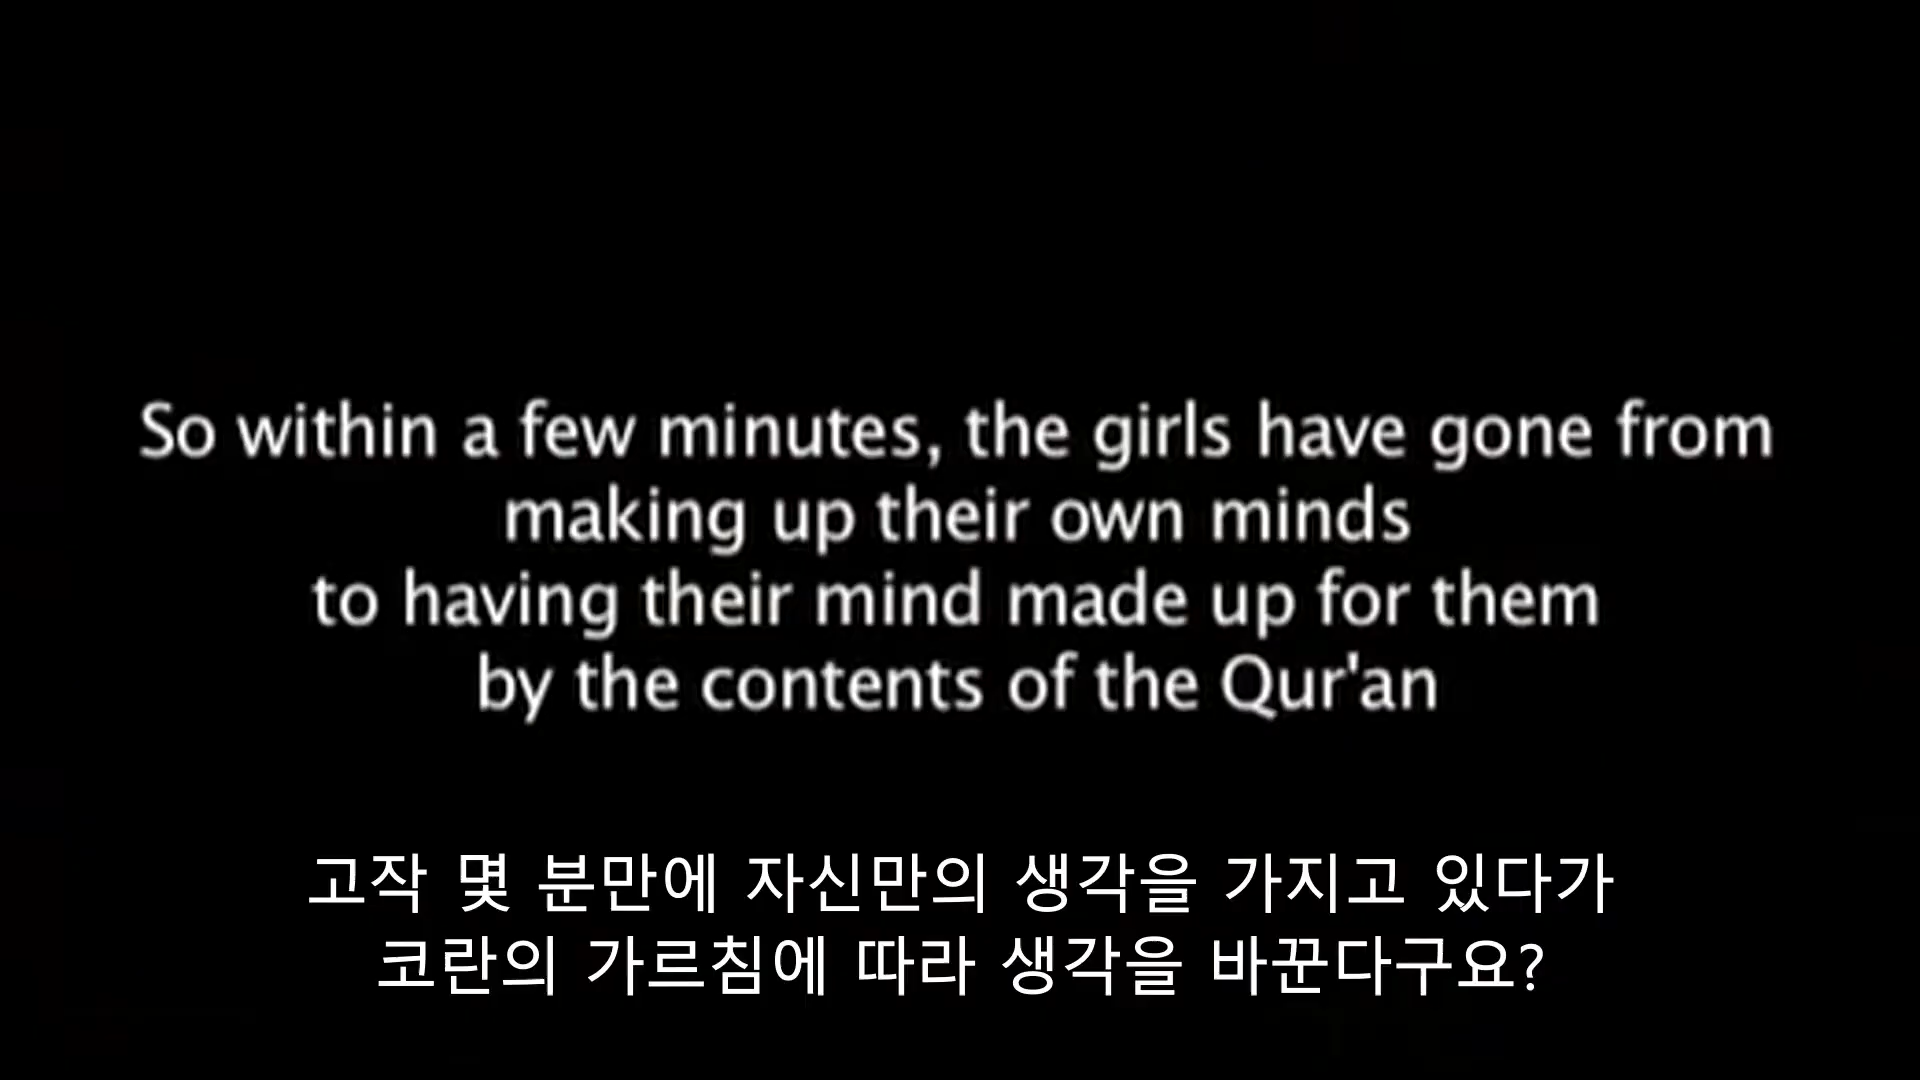 So within a few minutes, the girls have gone from
making up their own minds
to having their mind made up for them
by the contents of the Qur'an
고작 몇 분만에 자신만의 생각을 가지고 있다가
코란의 가르침에 따라 생각을 바꾼다구요?